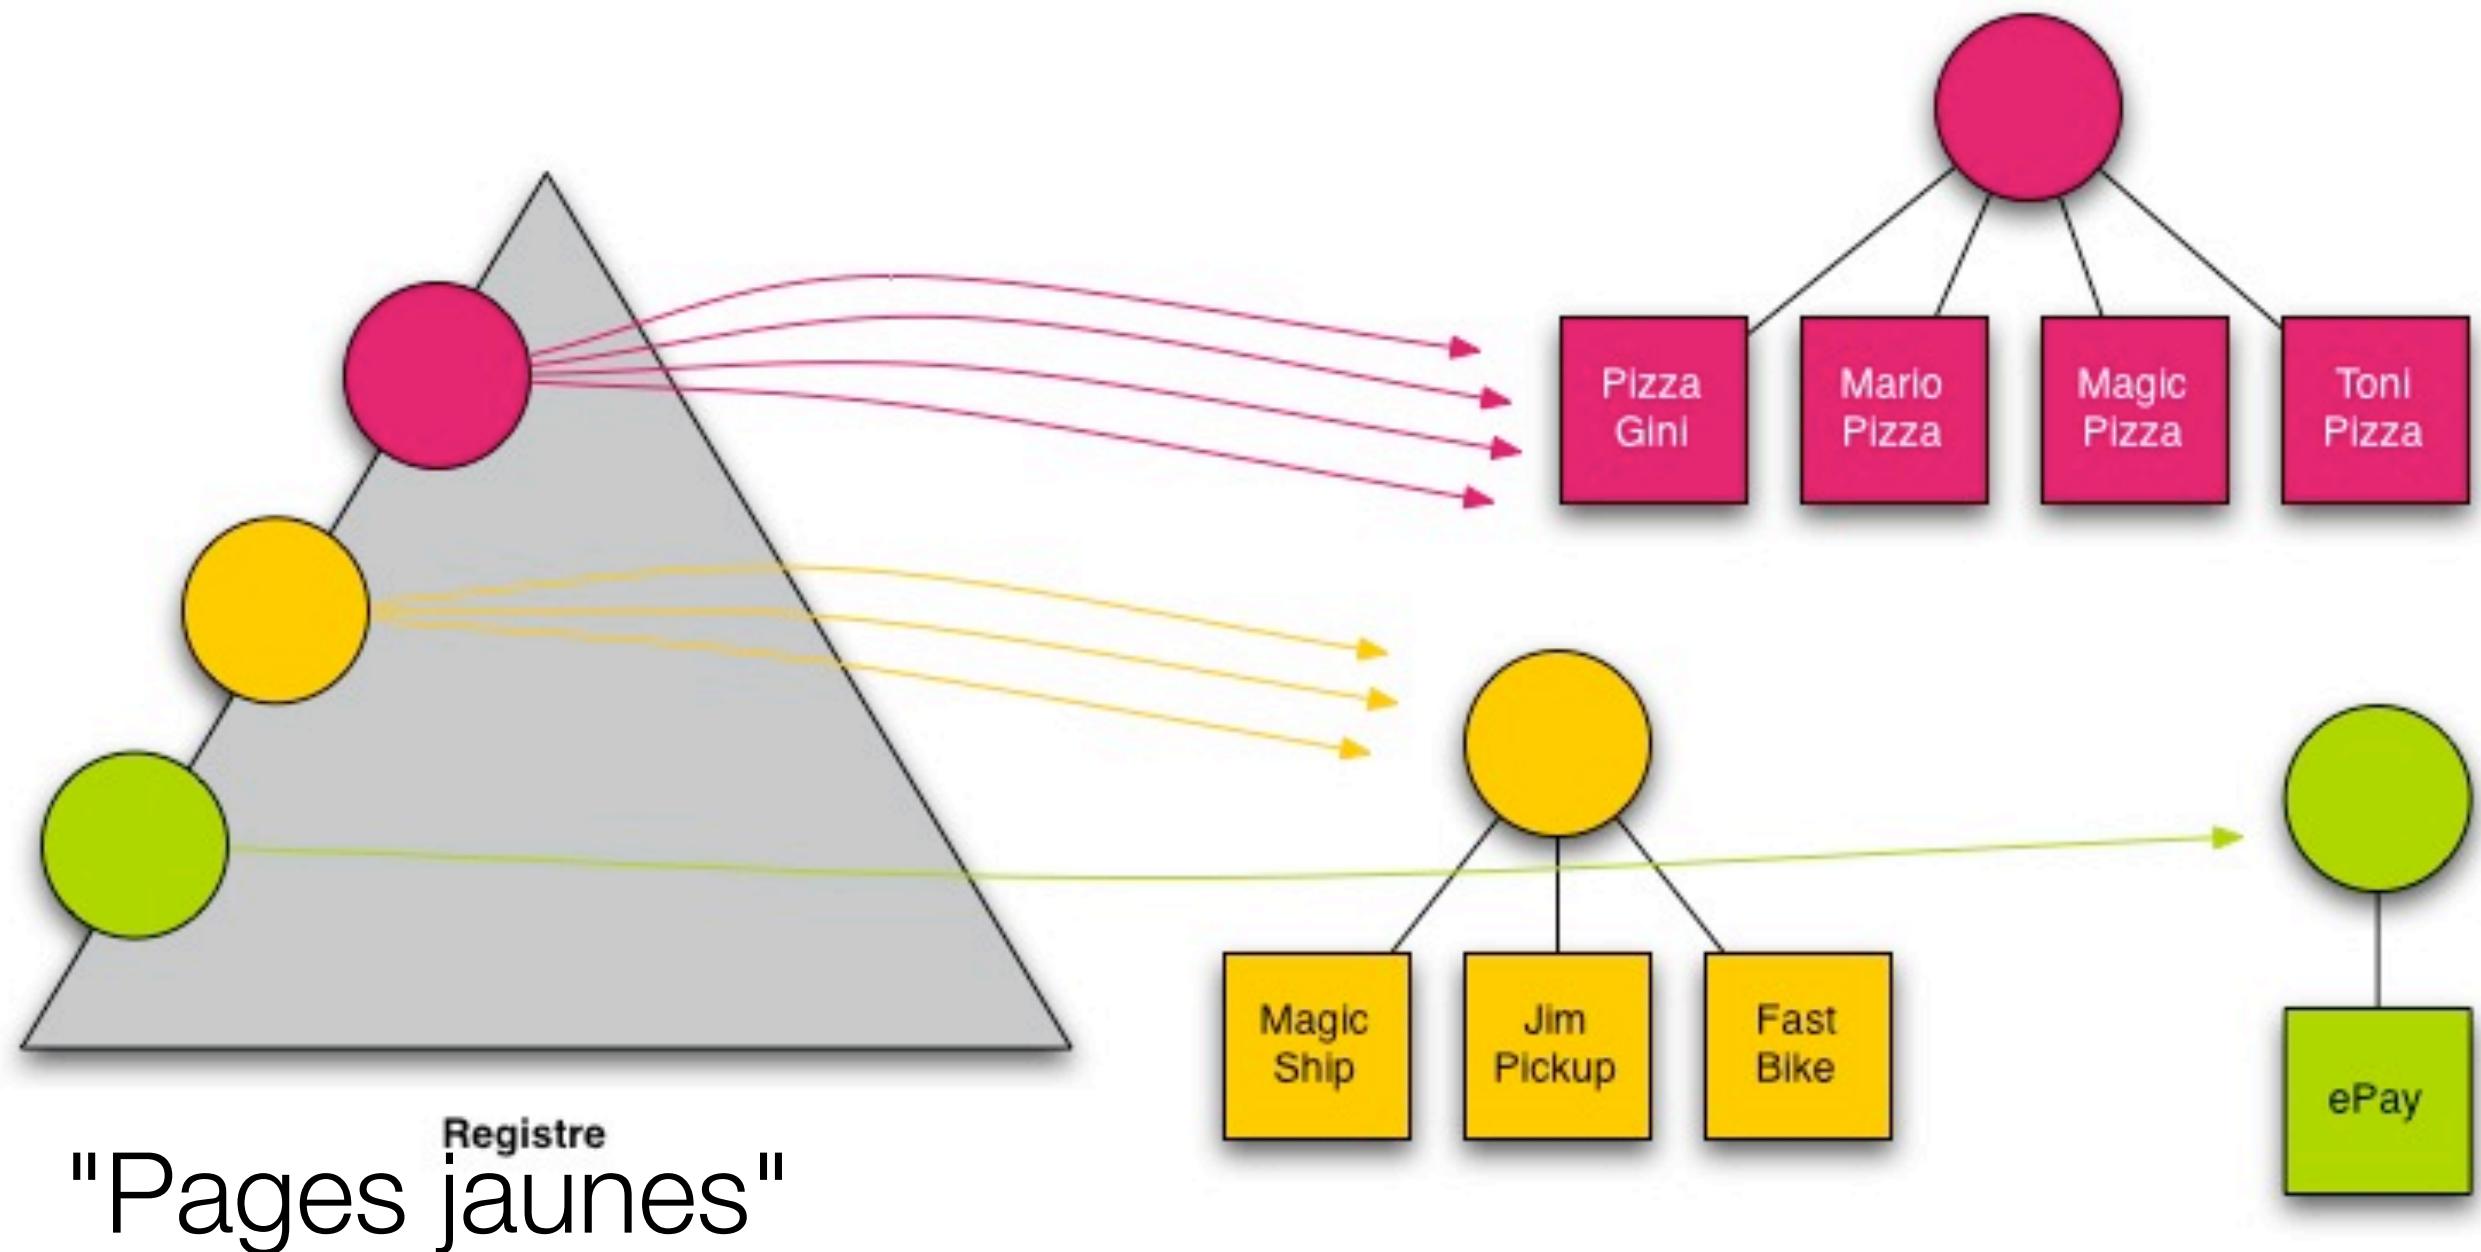 Pizza
Gini
Mario
Pizza
Magic
Pizza
Toni
Pizza
Magic
Ship
Jim
Pickup
Fast
Bike
ePay
Registre
"Pages jaunes"